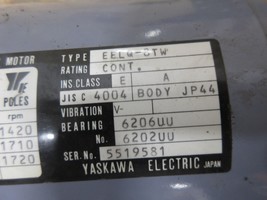 MOTOR
TYPE EELQ-8TW
RATING CONT.
INS.CLASS E A
JIS C 4004 BODY JP44
VIBRATION V-
BEARING 6206UU
No. 6202UU
SER.No. 5519581
YASKAWA ELECTRIC JAPAN
POLES
rpm
1420
1710
1720